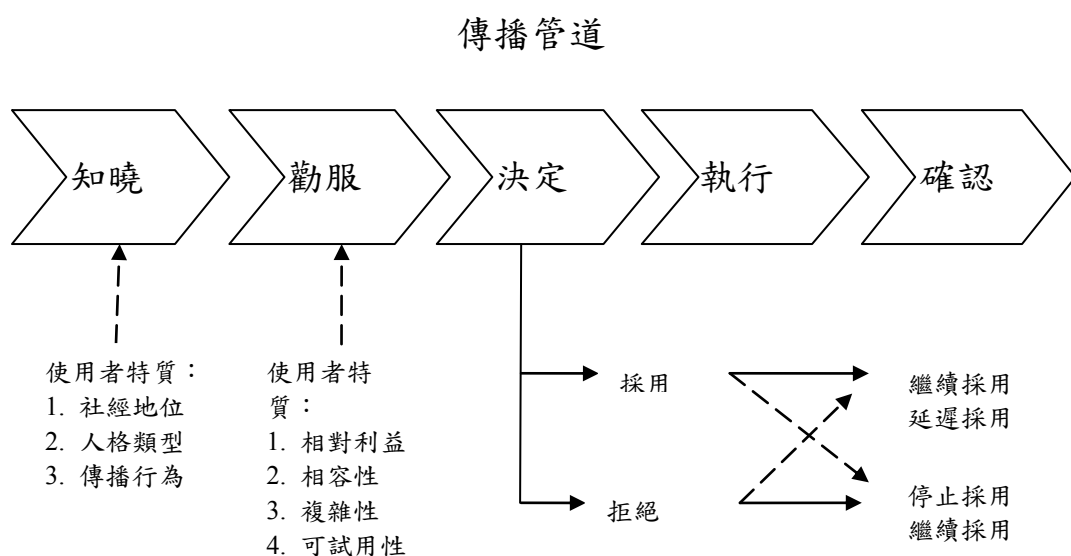 傳播管道
知曉
勸服
決定
執行
確認
使用者特質：
1. 社經地位
2. 人格類型
3. 傳播行為
使用者特
質：
1. 相對利益
2. 相容性
3. 複雜性
4. 可試用性
採用
拒絕
繼續採用
延遲採用
停止採用
繼續採用